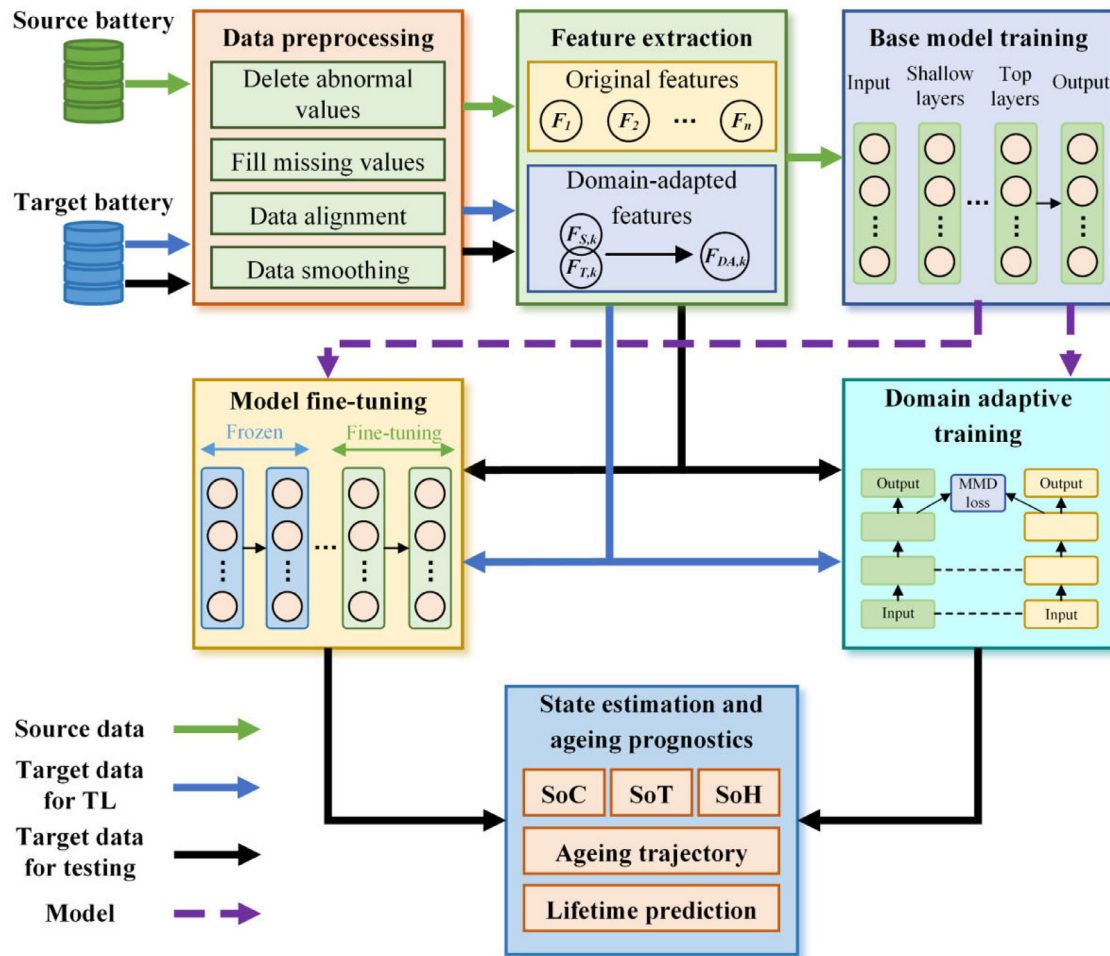 Source battery
Target battery
Data preprocessing
Delete abnormal
values
Fill missing values
Data alignment
Data smoothing
Feature extraction
Original features
F1 F2 ... Fn
Domain-adapted
features
FS,k
FT,k
FDA,k
Base model training
Input Shallow layers Top layers Output
Model fine-tuning
Frozen Fine-tuning
Domain adaptive
training
Output MMD loss Output
Input Input
State estimation and
ageing prognostics
SoC SoT SoH
Ageing trajectory
Lifetime prediction
Source data
Target data
for TL
Target data
for testing
Model